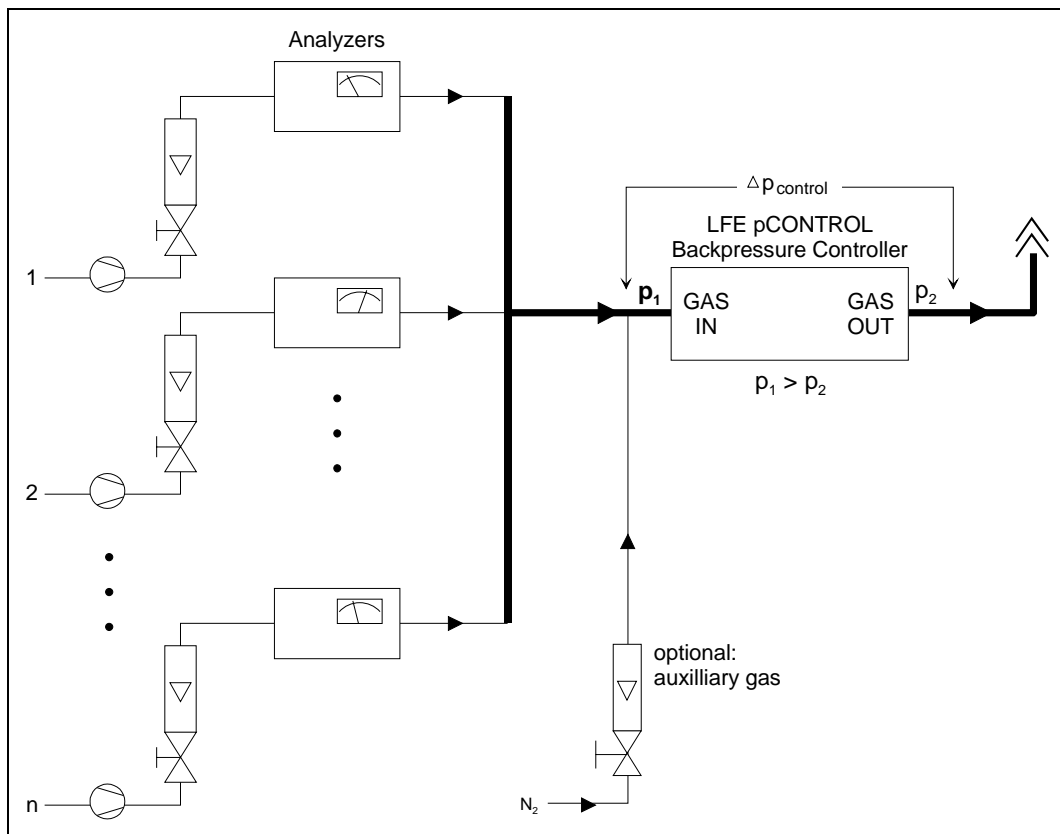 Analyzers
△ pcontrol
LFE pCONTROL
Backpressure Controller
1
p1
GAS
IN
GAS
OUT
p2
p1 > p2
2
optional:
auxilliary gas
n
N2